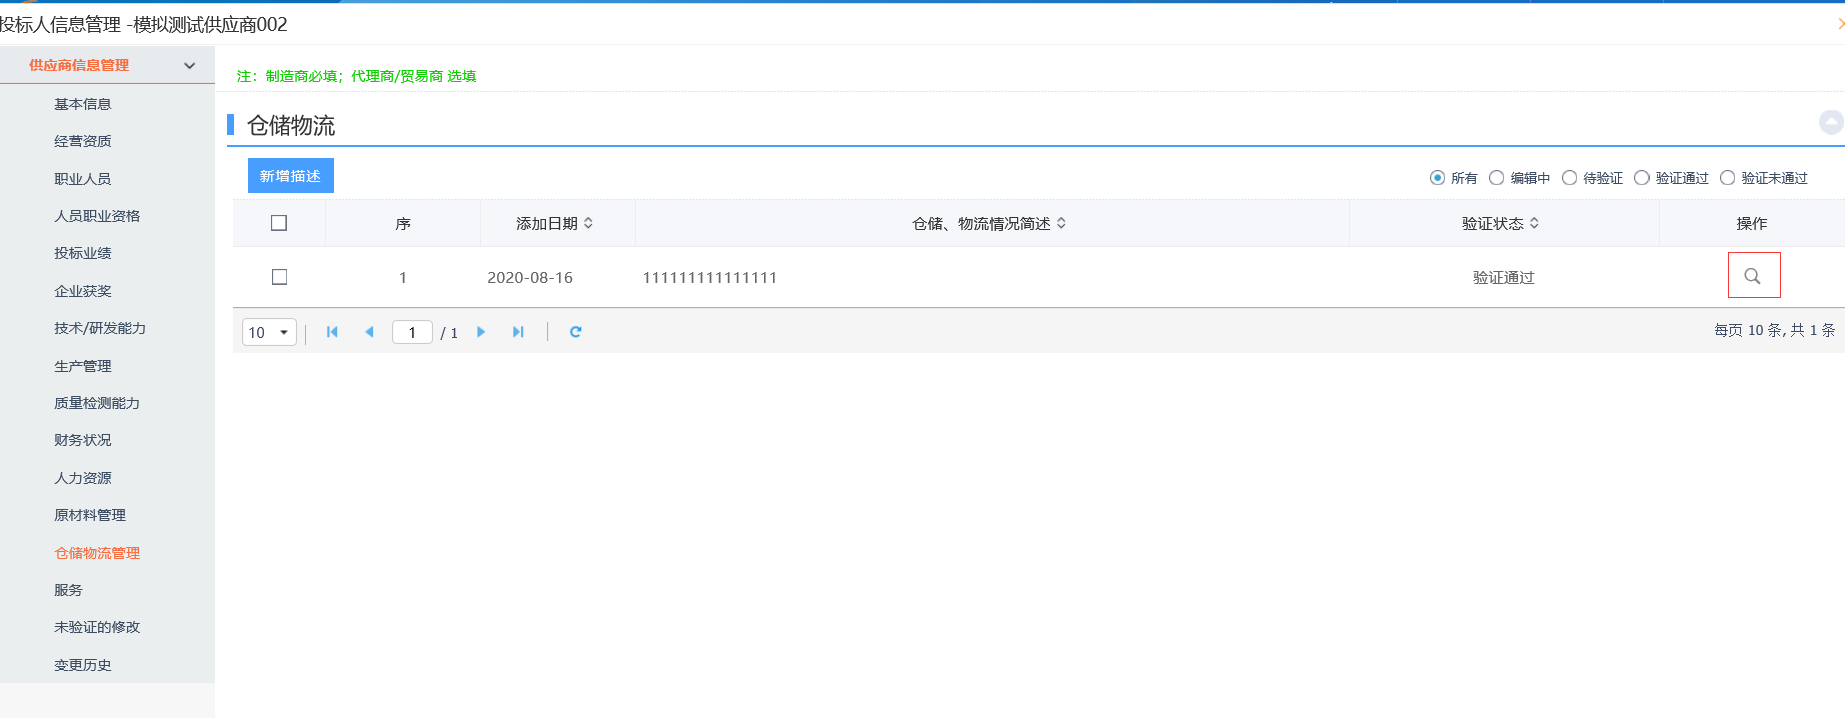 投标人信息管理 -模拟测试供应商002
供应商信息管理
基本信息
经营资质
职业人员
人员职业资格
投标业绩
企业获奖
技术/研发能力
生产管理
质量检测能力
财务状况
人力资源
原材料管理
仓储物流管理
服务
未验证的修改
变更历史
注：制造商必填；代理商/贸易商 选填
仓储物流
新增描述
所有 编辑中 待验证 验证通过 验证未通过
序 添加日期 仓储、物流情况简述 验证状态 操作
1 2020-08-16 111111111111111 验证通过
10 1 / 1 每页 10 条, 共 1 条